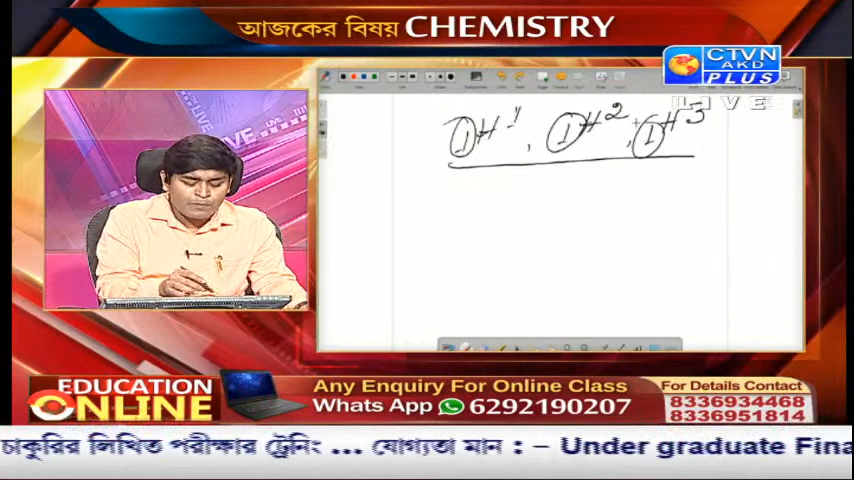 আজকের বিষয় CHEMISTRY
CTVN
AKD
PLUS
LIVE
1H1, 1H2, 1H3
EDUCATION
ONLINE
Any Enquiry For Online Class
Whats App 6292190207
For Details Contact
8336934468
8336951814
চাকুরির লিখিত পরীক্ষার ট্রেনিং ... যোগ্যতা মান : – Under graduate Fina